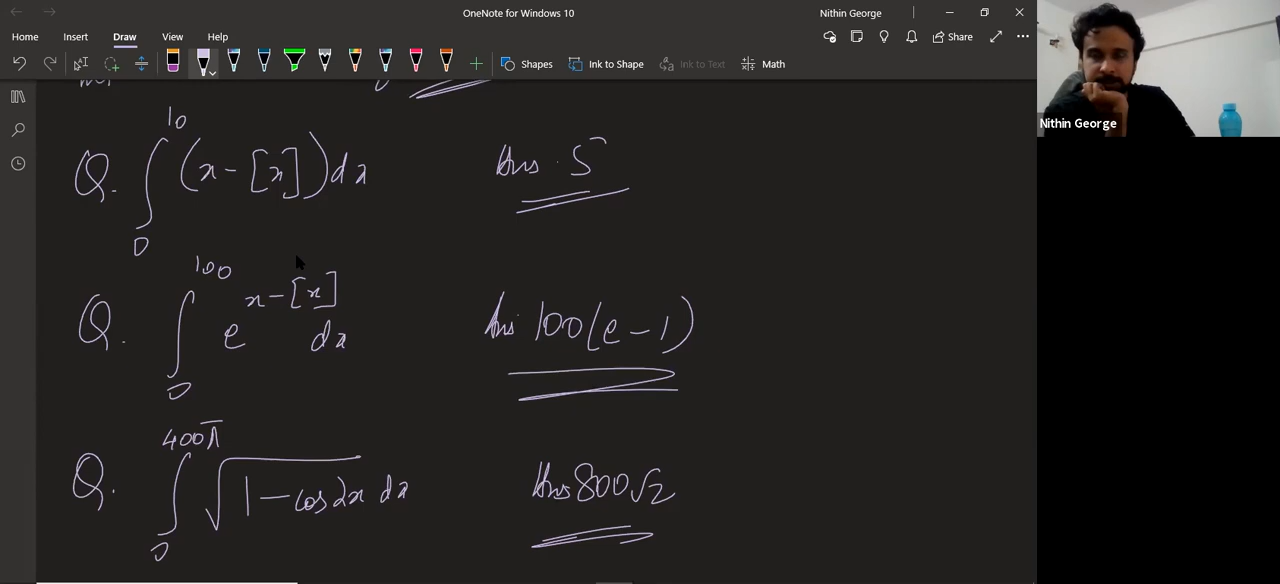 OneNote for Windows 10
Nithin George
Home Insert Draw View Help
Share
Shapes Ink to Shape Ink to Text Math
Nithin George
Q. ∫₀¹⁰ (x - [x]) dx Ans. 5
Q. ∫₀¹⁰⁰ e^(x - [x]) dx Ans 100(e - 1)
Q. ∫₀^(400π) √(1 - cos2x) dx Ans 800√2